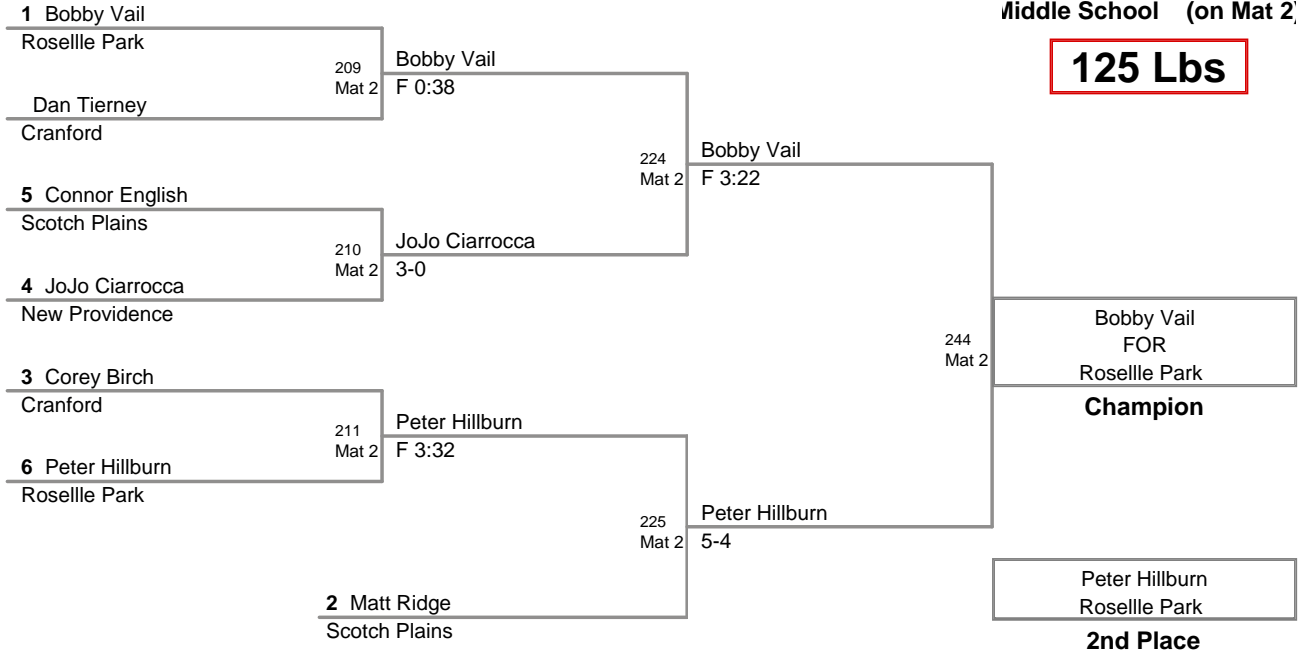 1 Bobby Vail
Rosellle Park
Middle School (on Mat 2)
125 Lbs
209
Mat 2
Bobby Vail
F 0:38
Dan Tierney
Cranford
224
Mat 2
Bobby Vail
F 3:22
5 Connor English
Scotch Plains
210
Mat 2
JoJo Ciarrocca
3-0
4 JoJo Ciarrocca
New Providence
244
Mat 2
Bobby Vail
FOR
Rosellle Park
Champion
3 Corey Birch
Cranford
211
Mat 2
Peter Hillburn
F 3:32
6 Peter Hillburn
Rosellle Park
225
Mat 2
Peter Hillburn
5-4
2 Matt Ridge
Scotch Plains
Peter Hillburn
Rosellle Park
2nd Place